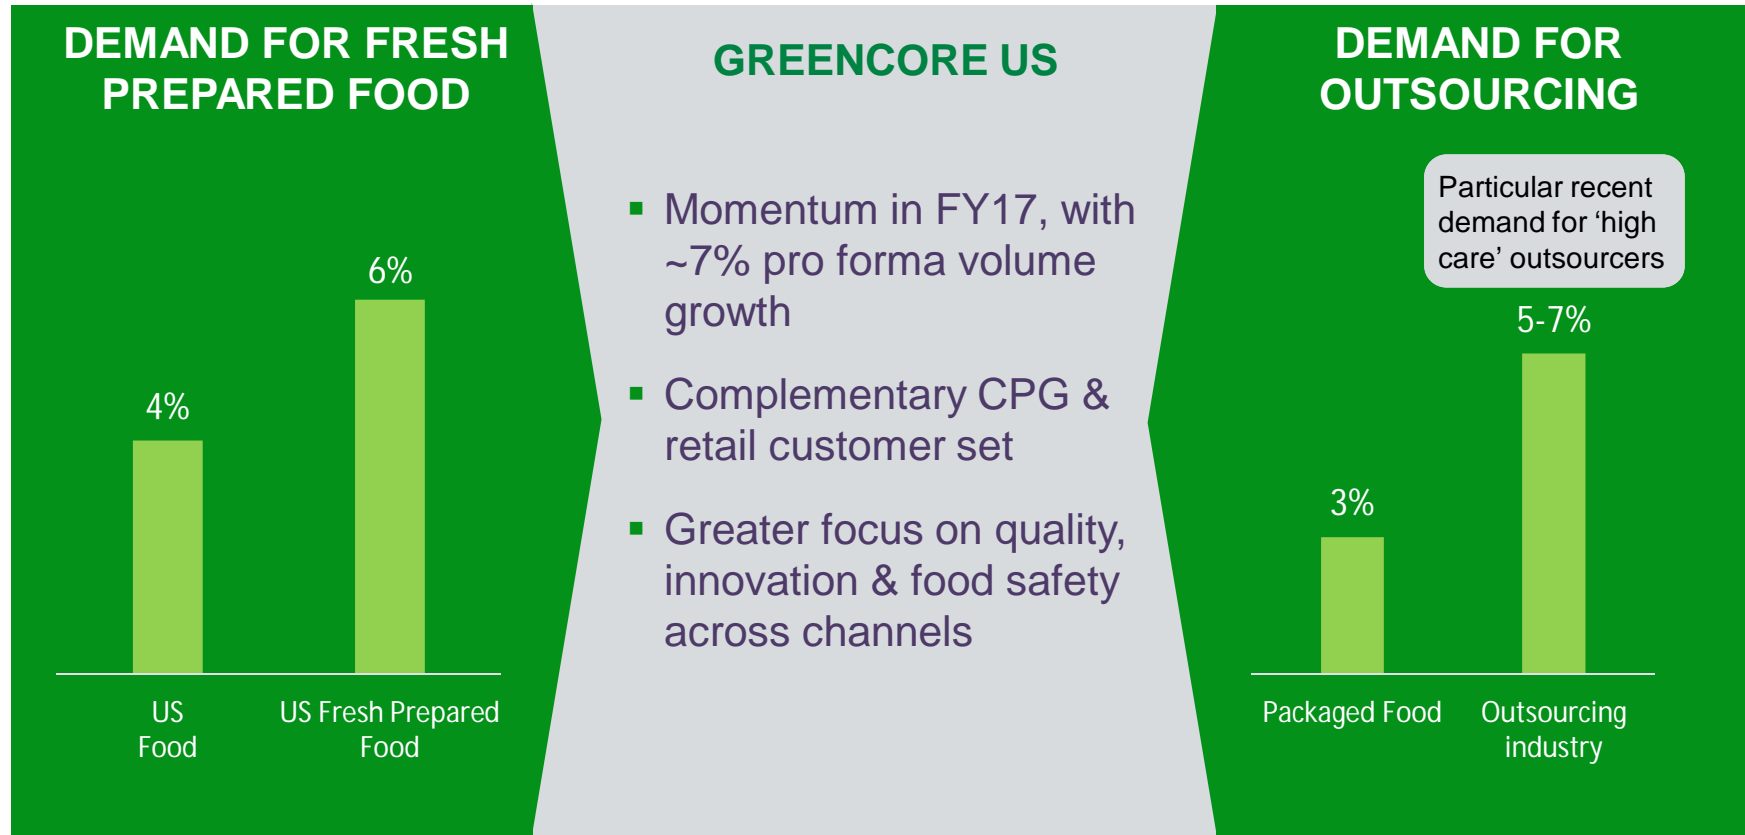 DEMAND FOR FRESH
PREPARED FOOD
6%
4%
US
Food
US Fresh Prepared
Food
GREENCORE US
▪ Momentum in FY17, with
~7% pro forma volume
growth
▪ Complementary CPG &
retail customer set
▪ Greater focus on quality,
innovation & food safety
across channels
DEMAND FOR
OUTSOURCING
Particular recent
demand for ‘high
care’ outsourcers
5-7%
3%
Packaged Food
Outsourcing
industry